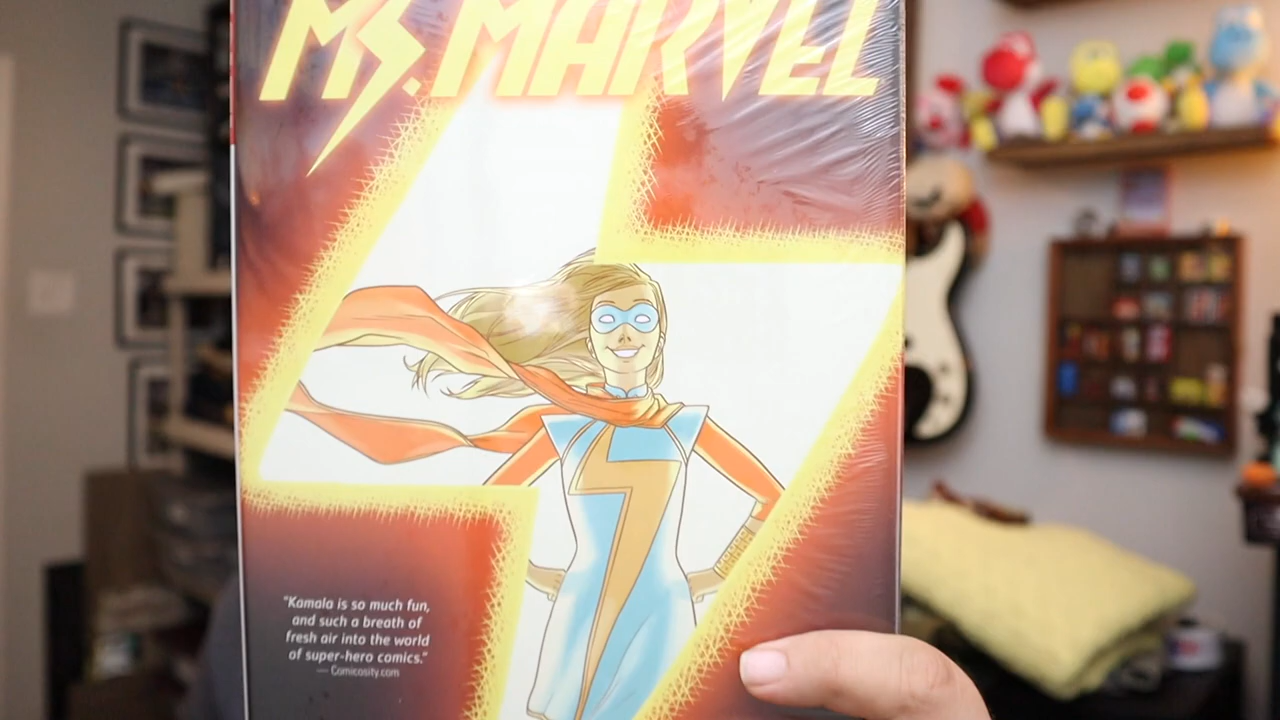 MS. MARVEL
"Kamala is so much fun,
and such a breath of
fresh air into the world
of super-hero comics."
— Comicosity.com